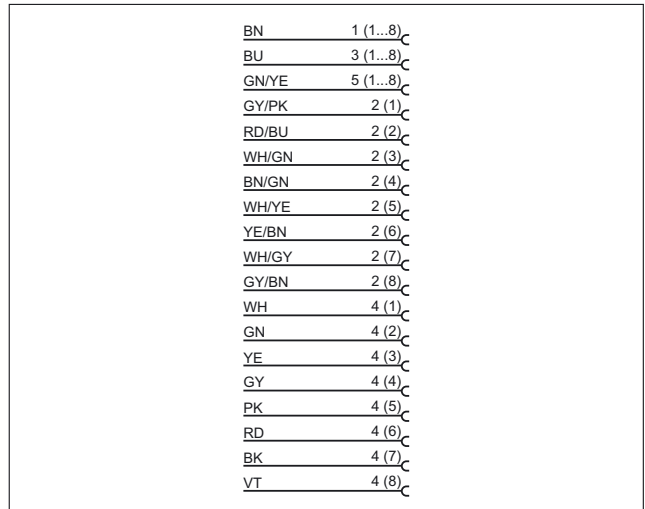 BN 1 (1...8)
BU 3 (1...8)
GN/YE 5 (1...8)
GY/PK 2 (1)
RD/BU 2 (2)
WH/GN 2 (3)
BN/GN 2 (4)
WH/YE 2 (5)
YE/BN 2 (6)
WH/GY 2 (7)
GY/BN 2 (8)
WH 4 (1)
GN 4 (2)
YE 4 (3)
GY 4 (4)
PK 4 (5)
RD 4 (6)
BK 4 (7)
VT 4 (8)